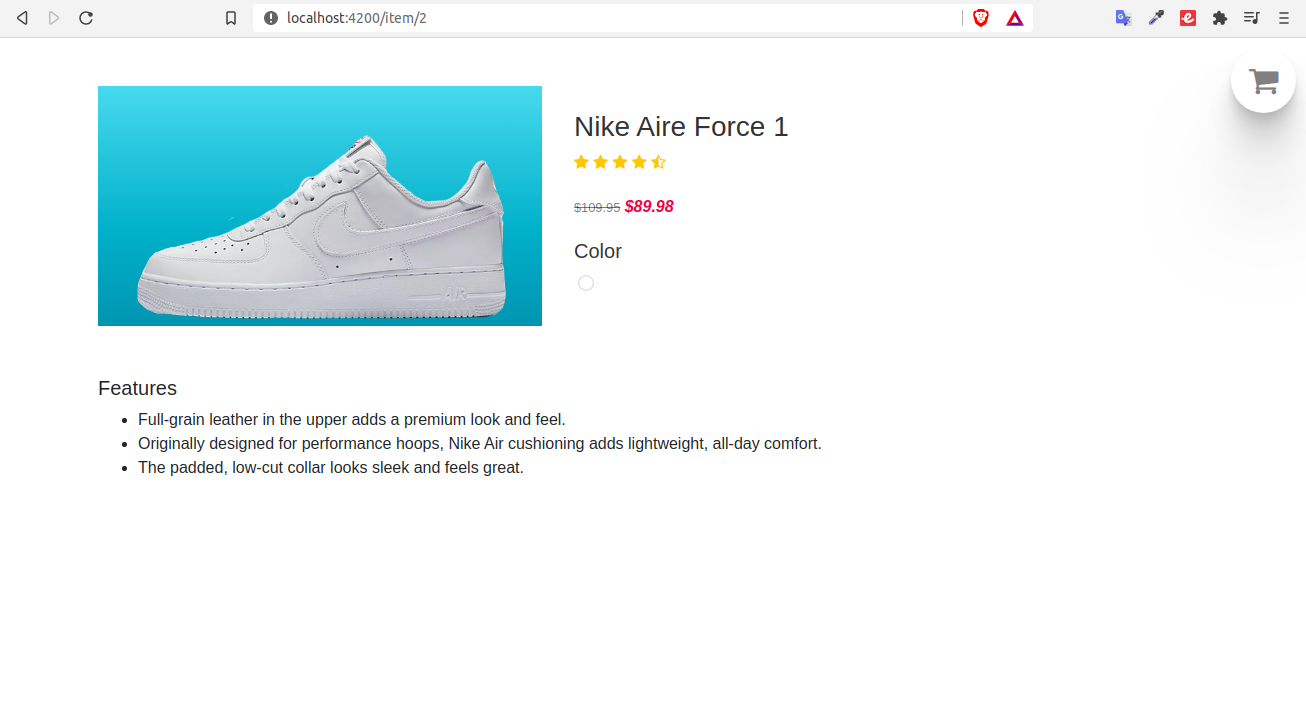 localhost:4200/item/2
Nike Aire Force 1
$109.95 $89.98
Color
AIR
Features
Full-grain leather in the upper adds a premium look and feel.
Originally designed for performance hoops, Nike Air cushioning adds lightweight, all-day comfort.
The padded, low-cut collar looks sleek and feels great.